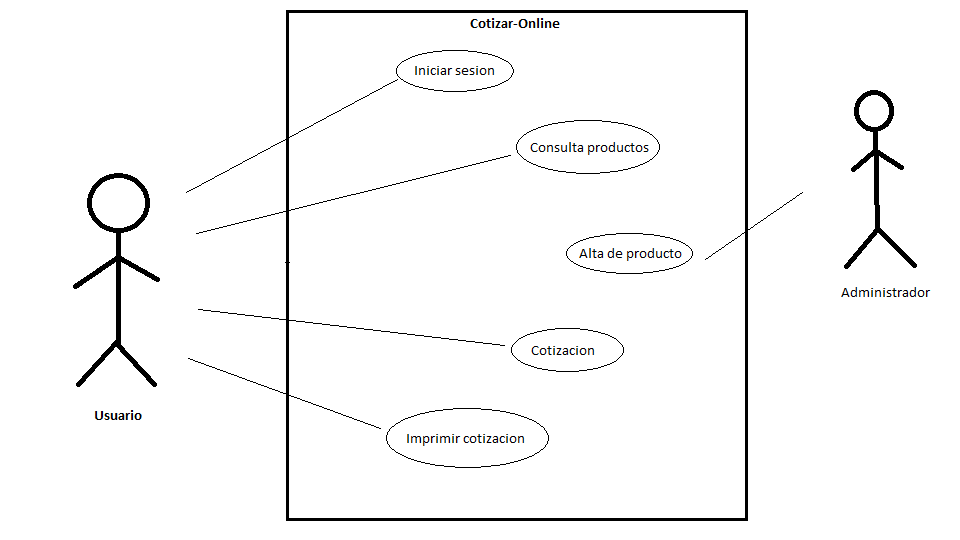 Cotizar-Online
Iniciar sesion
Consulta productos
Alta de producto
Administrador
Cotizacion
Usuario
Imprimir cotizacion